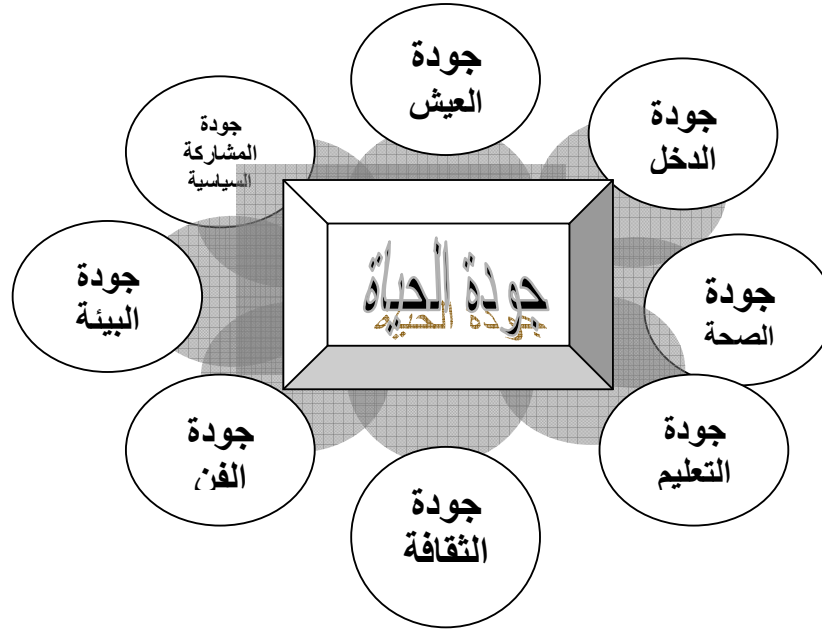 جودة
العيش
جودة
الدخل
جودة
المشاركة
السياسية
جودة الحياة
جودة
البيئة
جودة
الصحة
جودة
الفن
جودة
التعليم
جودة
الثقافة